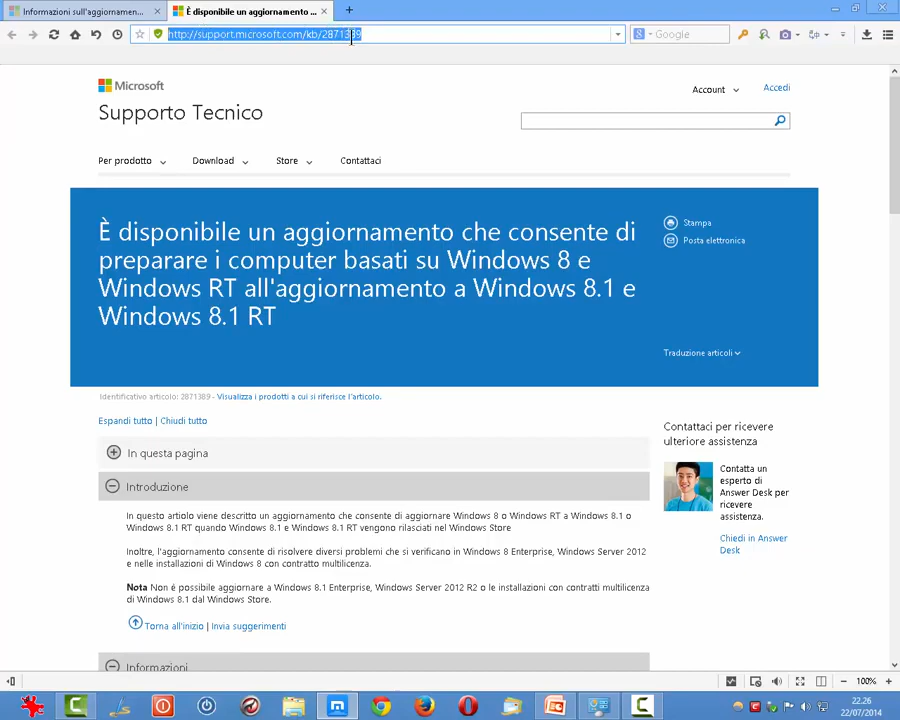 Informazioni sull'aggiornamen...
È disponibile un aggiornamento ...
http://support.microsoft.com/kb/2871389
Google
Microsoft
Account
Accedi
Supporto Tecnico
Per prodotto
Download
Store
Contattaci
È disponibile un aggiornamento che consente di
preparare i computer basati su Windows 8 e
Windows RT all'aggiornamento a Windows 8.1 e
Windows 8.1 RT
Stampa
Posta elettronica
Traduzione articoli
Identificativo articolo: 2871389 - Visualizza i prodotti a cui si riferisce l'articolo.
Espandi tutto | Chiudi tutto
In questa pagina
Introduzione
In questo artiolo viene descritto un aggiornamento che consente di aggiornare Windows 8 o Windows RT a Windows 8.1 o
Windows 8.1 RT quando Windows 8.1 e Windows 8.1 RT vengono rilasciati nel Windows Store
Inoltre, l'aggiornamento consente di risolvere diversi problemi che si verificano in Windows 8 Enterprise, Windows Server 2012
e nelle installazioni di Windows 8 con contratto multilicenza.
Nota Non é possibile aggiornare a Windows 8.1 Enterprise, Windows Server 2012 R2 o le installazioni con contratti multilicenza
di Windows 8.1 dal Windows Store.
Torna all'inizio | Invia suggerimenti
Informazioni
Contattaci per ricevere
ulteriore assistenza
Contatta un
esperto di
Answer Desk per
ricevere
assistenza.
Chiedi in Answer
Desk
100%
22.26
22/07/2014